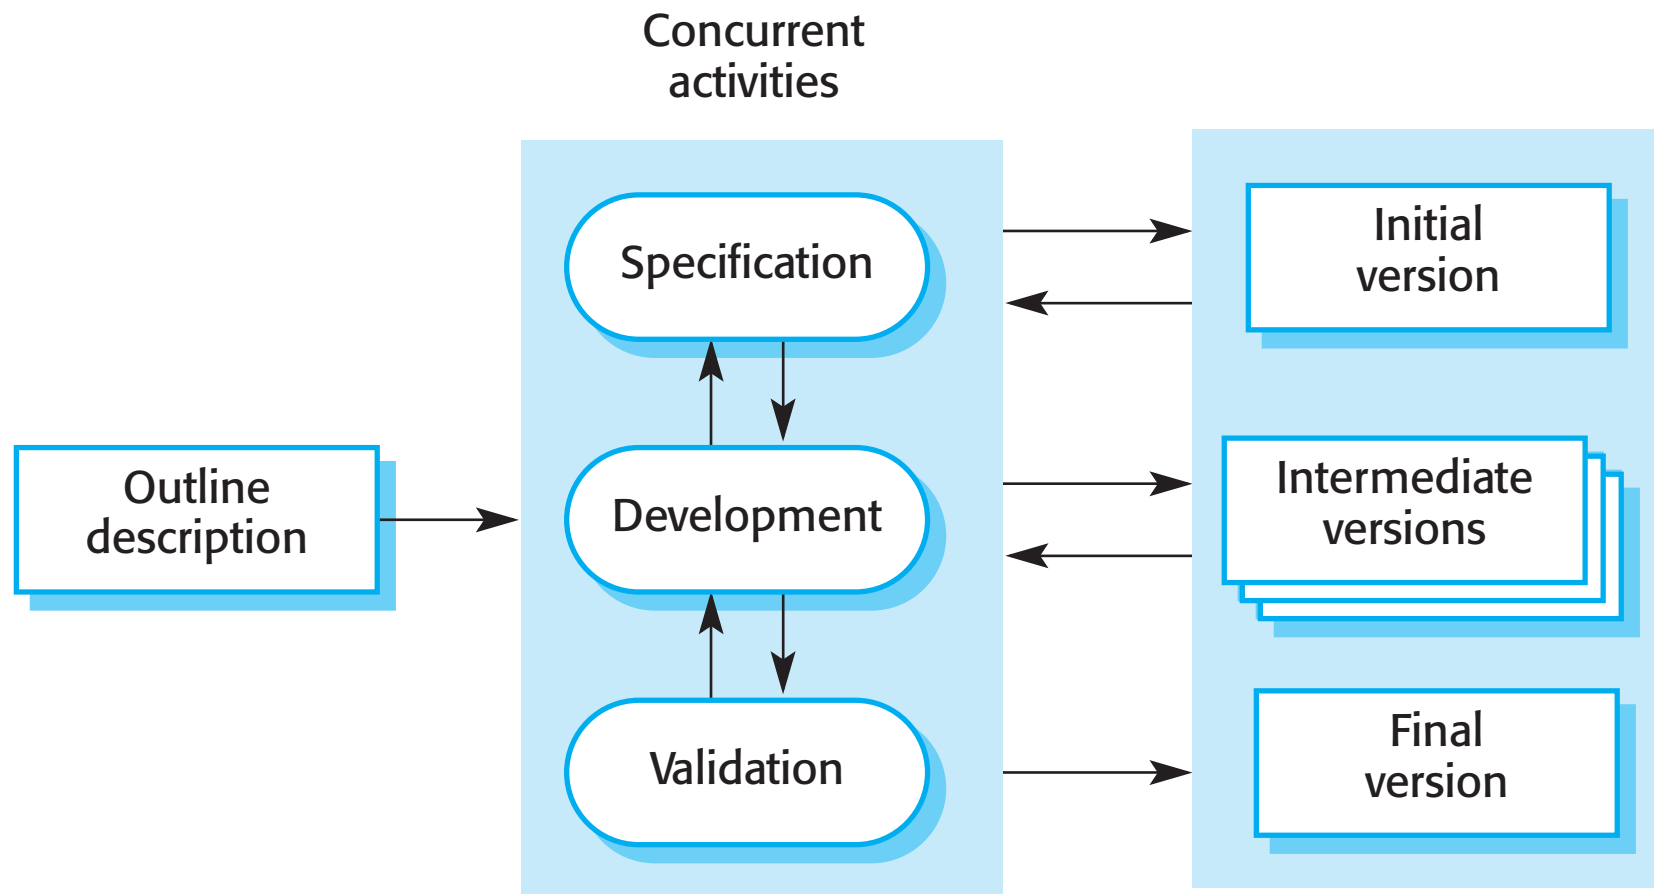 Concurrent
activities
Specification
Initial
version
Outline
description
Development
Intermediate
versions
Validation
Final
version